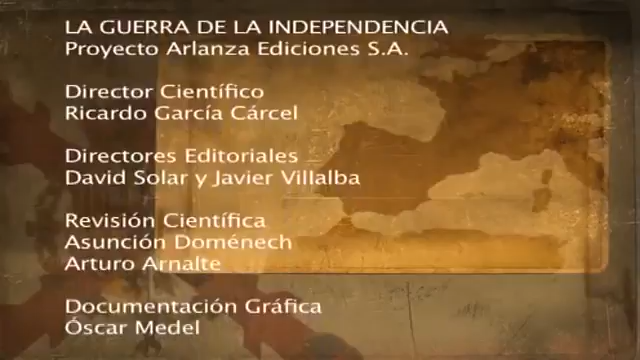 LA GUERRA DE LA INDEPENDENCIA
Proyecto Arlanza Ediciones S.A.
Director Científico
Ricardo García Cárcel
Directores Editoriales
David Solar y Javier Villalba
Revisión Científica
Asunción Doménech
Arturo Arnalte
Documentación Gráfica
Óscar Medel